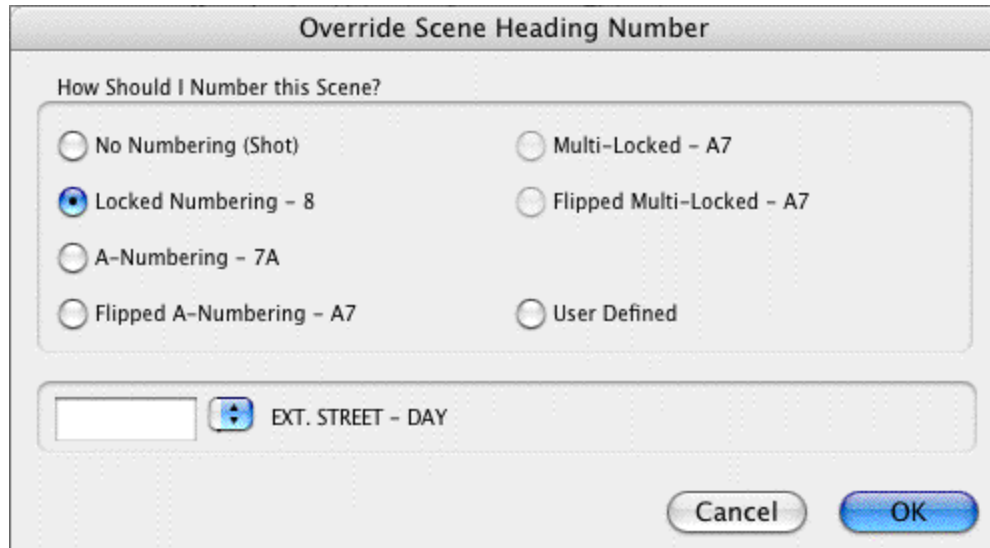 Override Scene Heading Number
How Should I Number this Scene?
No Numbering (Shot)
Multi-Locked – A7
Locked Numbering – 8
Flipped Multi-Locked – A7
A-Numbering – 7A
Flipped A-Numbering – A7
User Defined
EXT. STREET – DAY
Cancel
OK